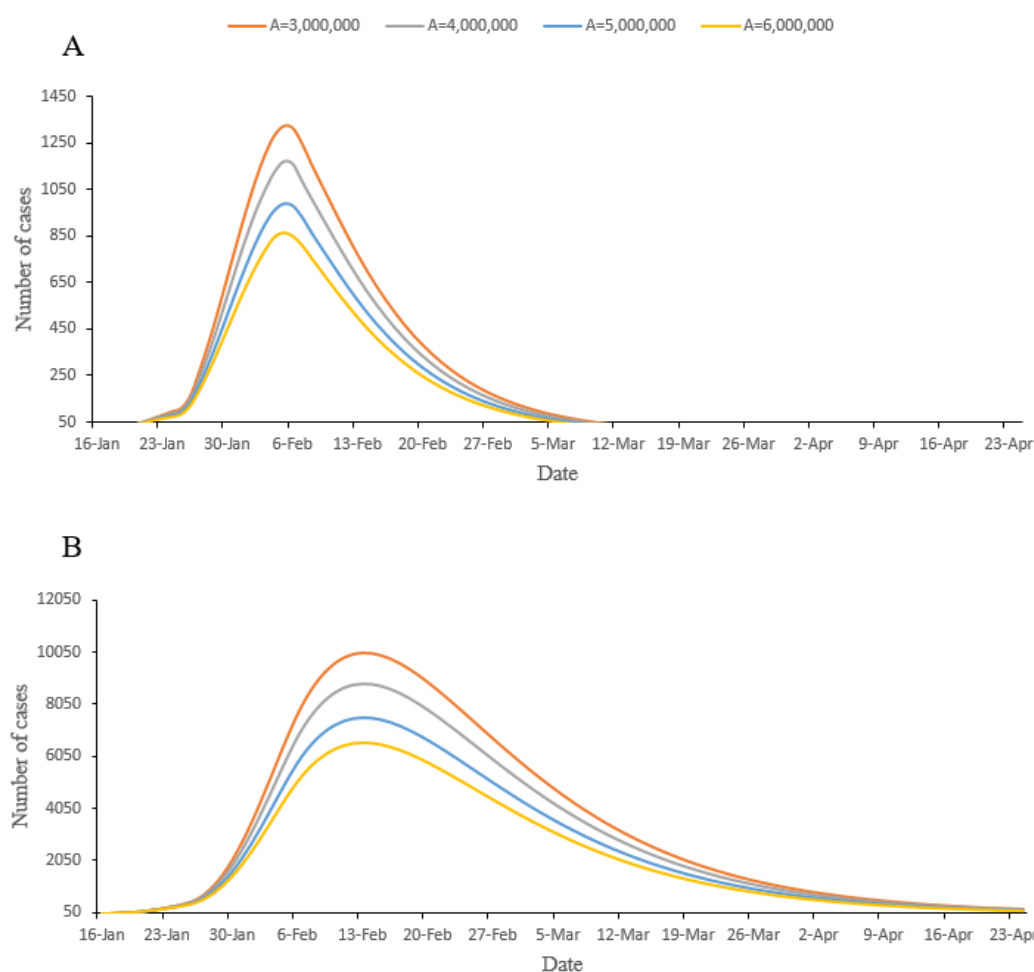 A=3,000,000 A=4,000,000 A=5,000,000 A=6,000,000
A
1450
1250
1050
850
650
450
250
50
Number of cases
16-Jan 23-Jan 30-Jan 6-Feb 13-Feb 20-Feb 27-Feb 5-Mar 12-Mar 19-Mar 26-Mar 2-Apr 9-Apr 16-Apr 23-Apr
Date
B
12050
10050
8050
6050
4050
2050
50
Number of cases
16-Jan 23-Jan 30-Jan 6-Feb 13-Feb 20-Feb 27-Feb 5-Mar 12-Mar 19-Mar 26-Mar 2-Apr 9-Apr 16-Apr 23-Apr
Date